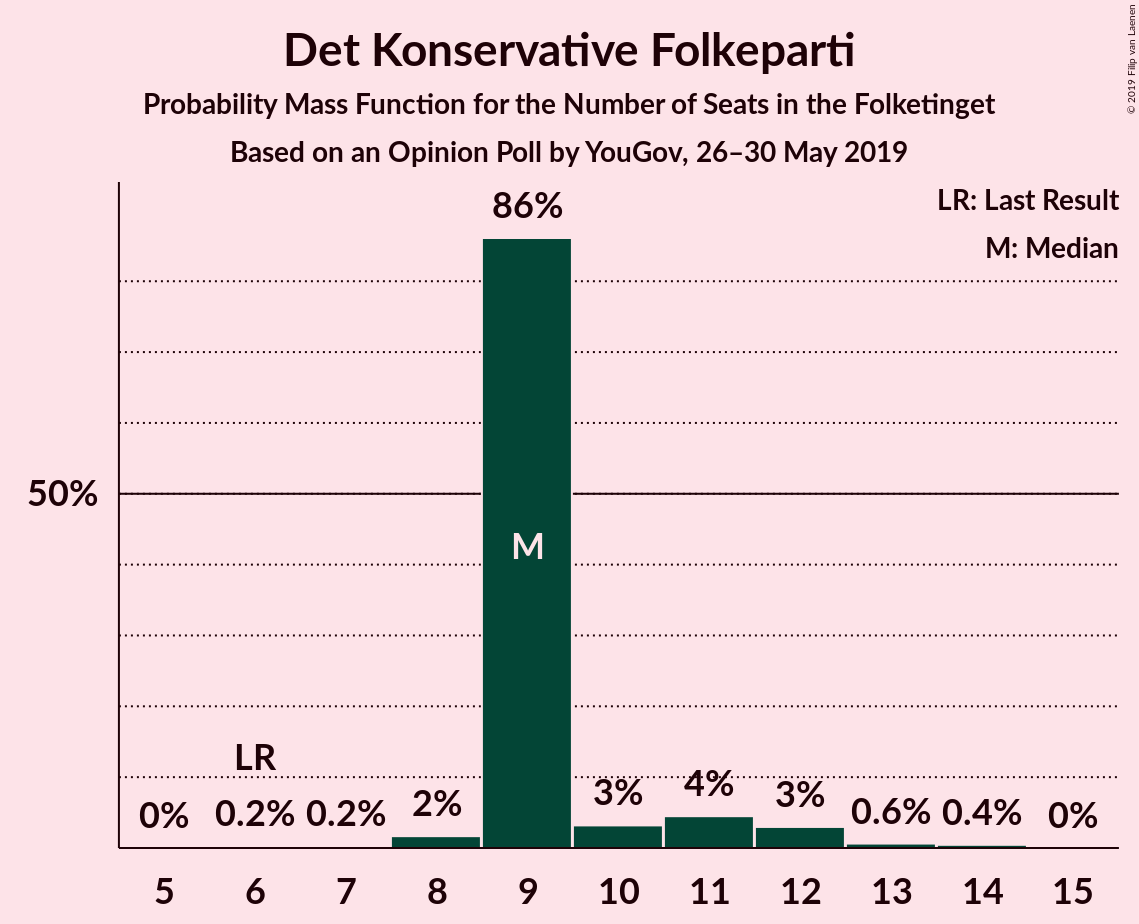 Det Konservative Folkeparti
Probability Mass Function for the Number of Seats in the Folketinget
Based on an Opinion Poll by YouGov, 26–30 May 2019
© 2019 Filip van Laenen
LR: Last Result
M: Median
86%
50%
M
LR
0%
0.2%
0.2%
2%
3%
4%
3%
0.6%
0.4%
0%
5 6 7 8 9 10 11 12 13 14 15